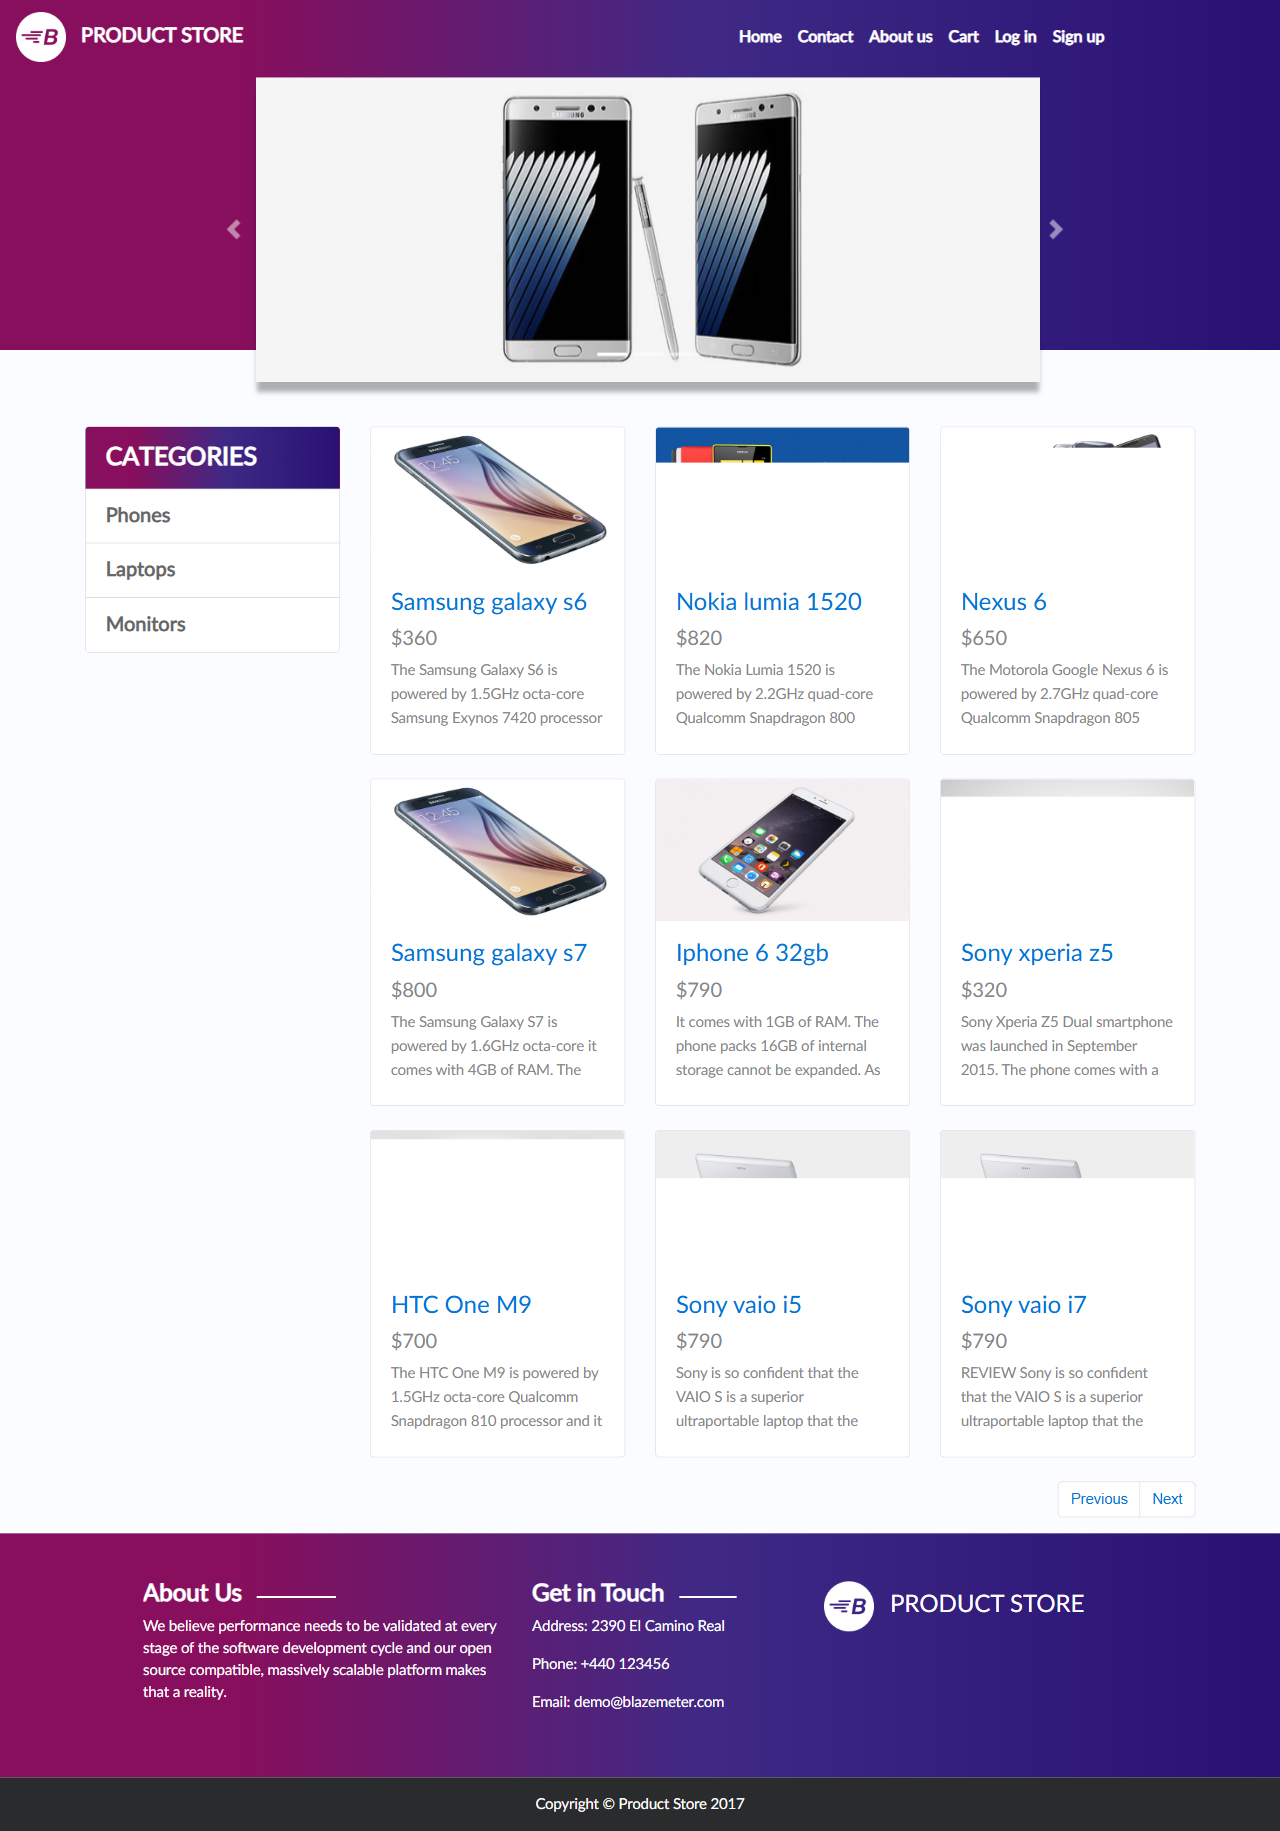 B PRODUCT STORE
Home Contact About us Cart Log in Sign up
SAMSUNG
CATEGORIES
Phones
Laptops
Monitors
12.45
Samsung galaxy s6
$360
The Samsung Galaxy S6 is
powered by 1.5GHz octa-core
Samsung Exynos 7420 processor
Nokia lumia 1520
$820
The Nokia Lumia 1520 is
powered by 2.2GHz quad-core
Qualcomm Snapdragon 800
Nexus 6
$650
The Motorola Google Nexus 6 is
powered by 2.7GHz quad-core
Qualcomm Snapdragon 805
12.45
Samsung galaxy s7
$800
The Samsung Galaxy S7 is
powered by 1.6GHz octa-core it
comes with 4GB of RAM. The
Iphone 6 32gb
$790
It comes with 1GB of RAM. The
phone packs 16GB of internal
storage cannot be expanded. As
Sony xperia z5
$320
Sony Xperia Z5 Dual smartphone
was launched in September
2015. The phone comes with a
HTC One M9
$700
The HTC One M9 is powered by
1.5GHz octa-core Qualcomm
Snapdragon 810 processor and it
Sony vaio i5
$790
Sony is so confident that the
VAIO S is a superior
ultraportable laptop that the
Sony vaio i7
$790
REVIEW Sony is so confident
that the VAIO S is a superior
ultraportable laptop that the
Previous Next
About Us
We believe performance needs to be validated at every
stage of the software development cycle and our open
source compatible, massively scalable platform makes
that a reality.
Get in Touch
Address: 2390 El Camino Real
Phone: +440 123456
Email: demo@blazemeter.com
B PRODUCT STORE
Copyright © Product Store 2017